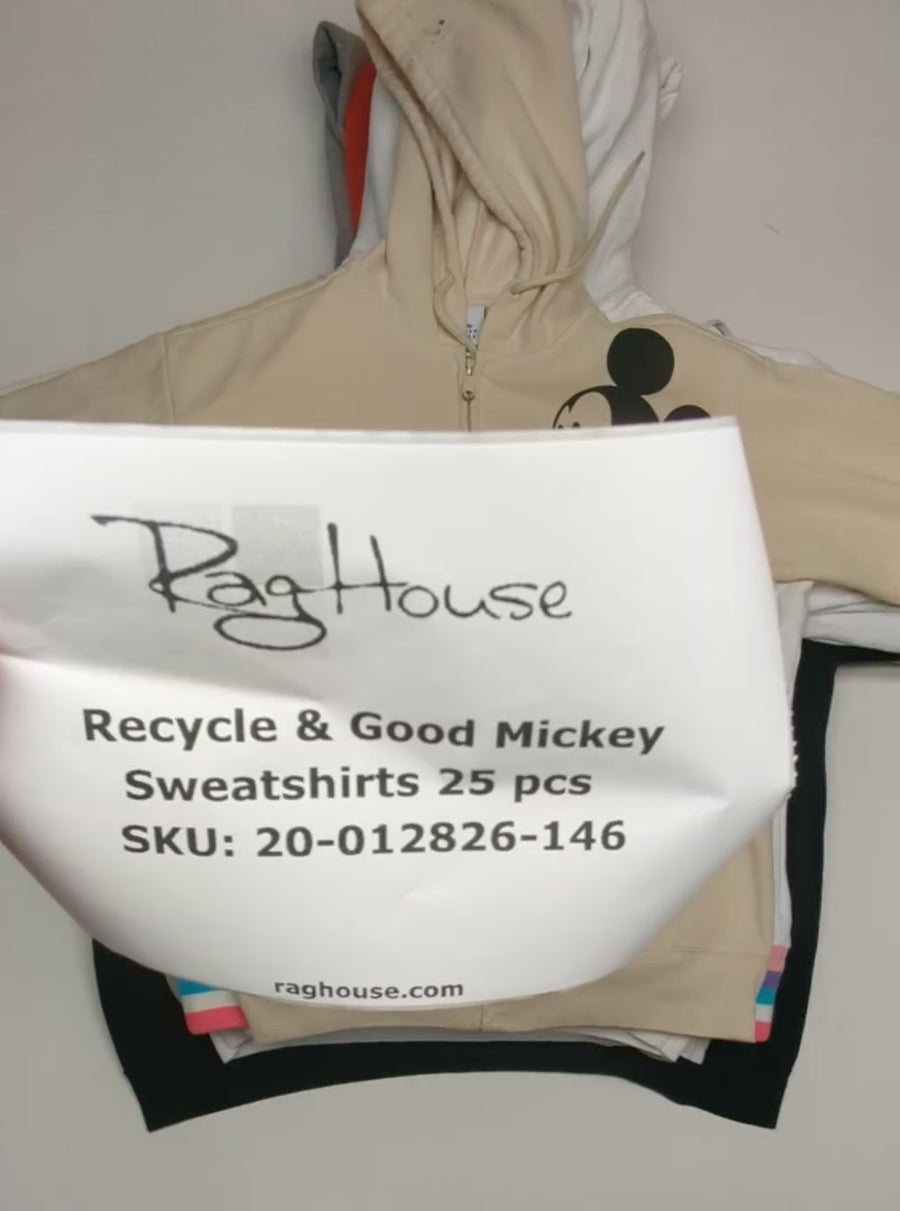 RagHouse
Recycle & Good Mickey
Sweatshirts 25 pcs
SKU: 20-012826-146
raghouse.com